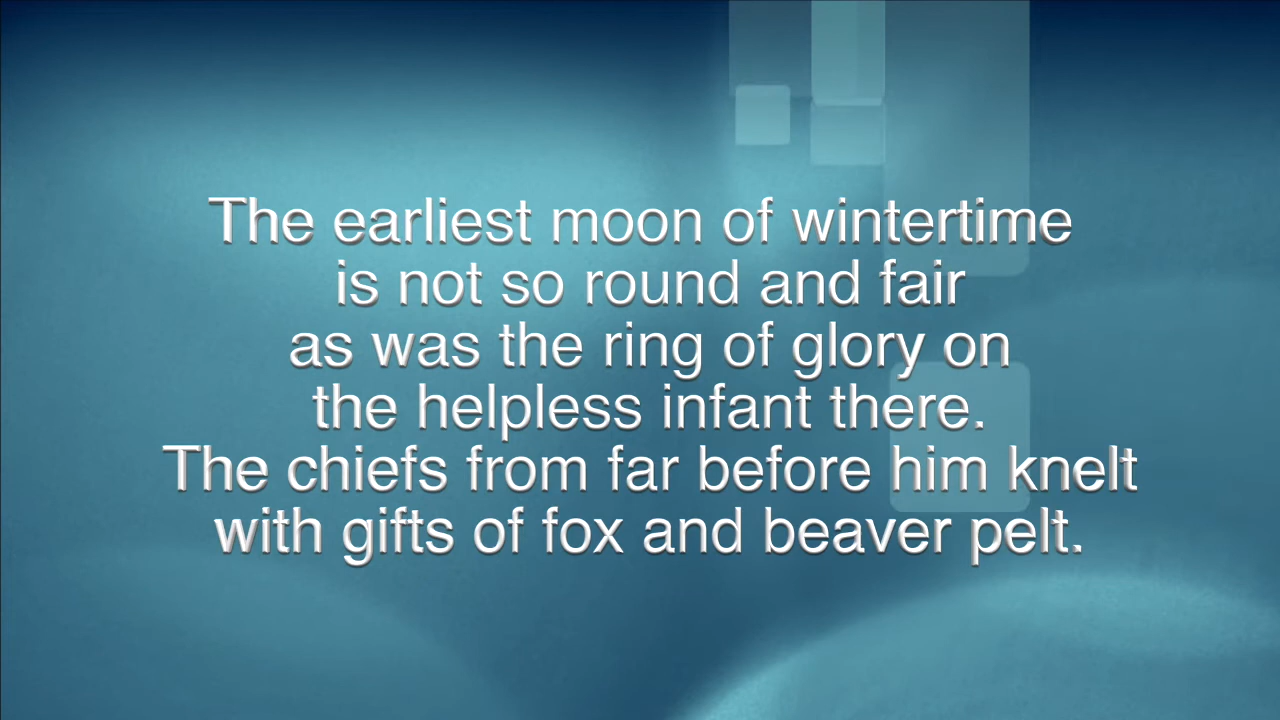 The earliest moon of wintertime
is not so round and fair
as was the ring of glory on
the helpless infant there.
The chiefs from far before him knelt
with gifts of fox and beaver pelt.